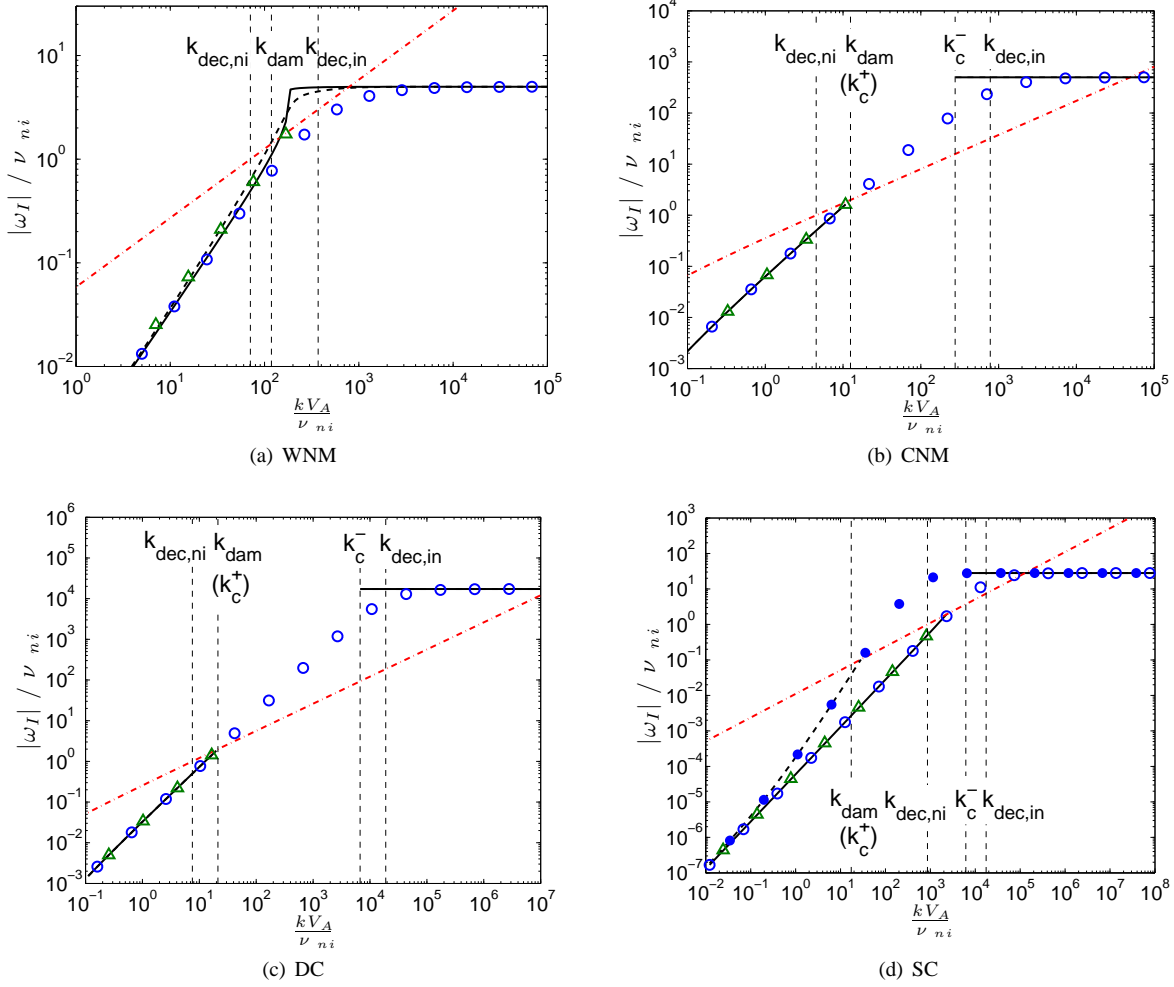 |ω_I| / ν_ni
10^1
10^0
10^-1
10^-2
k_dec,ni k_dam k_dec,in
10^0 10^1 10^2 10^3 10^4 10^5
kV_A
ν_ni
(a) WNM
|ω_I| / ν_ni
10^4
10^3
10^2
10^1
10^0
10^-1
10^-2
10^-3
k_dec,ni k_dam k_c^- k_dec,in
(k_c^+)
10^-1 10^0 10^1 10^2 10^3 10^4 10^5
kV_A
ν_ni
(b) CNM
|ω_I| / ν_ni
10^6
10^5
10^4
10^3
10^2
10^1
10^0
10^-1
10^-2
10^-3
k_dec,ni k_dam k_c^- k_dec,in
(k_c^+)
10^-1 10^0 10^1 10^2 10^3 10^4 10^5 10^6 10^7
kV_A
ν_ni
(c) DC
|ω_I| / ν_ni
10^3
10^2
10^1
10^0
10^-1
10^-2
10^-3
10^-4
10^-5
10^-6
10^-7
k_dam k_dec,ni k_c^- k_dec,in
(k_c^+)
10^-2 10^-1 10^0 10^1 10^2 10^3 10^4 10^5 10^6 10^7 10^8
kV_A
ν_ni
(d) SC